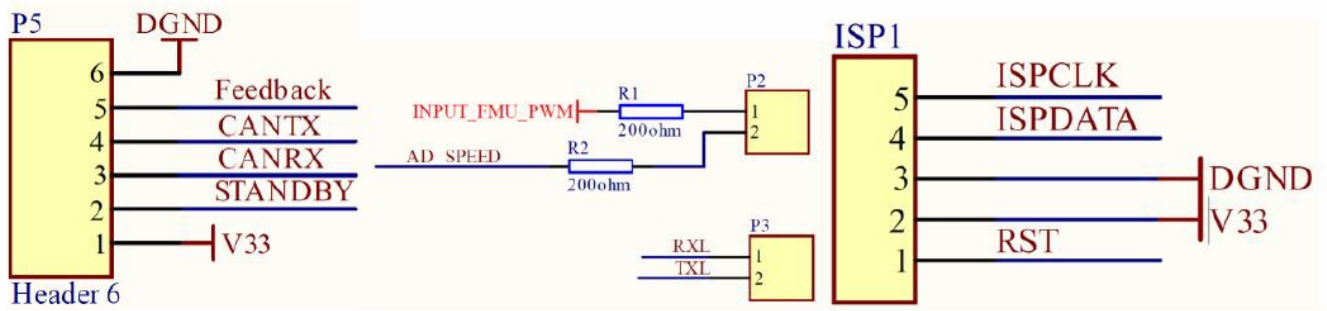 P5
DGND
6
5
Feedback
4
CANTX
3
CANRX
2
STANDBY
1
V33
Header 6
INPUT_FMU_PWM
R1
200ohm
P2
1
2
AD_SPEED
R2
200ohm
P3
RXL
1
TXL
2
ISP1
5
ISPCLK
4
ISPDATA
3
DGND
2
V33
1
RST